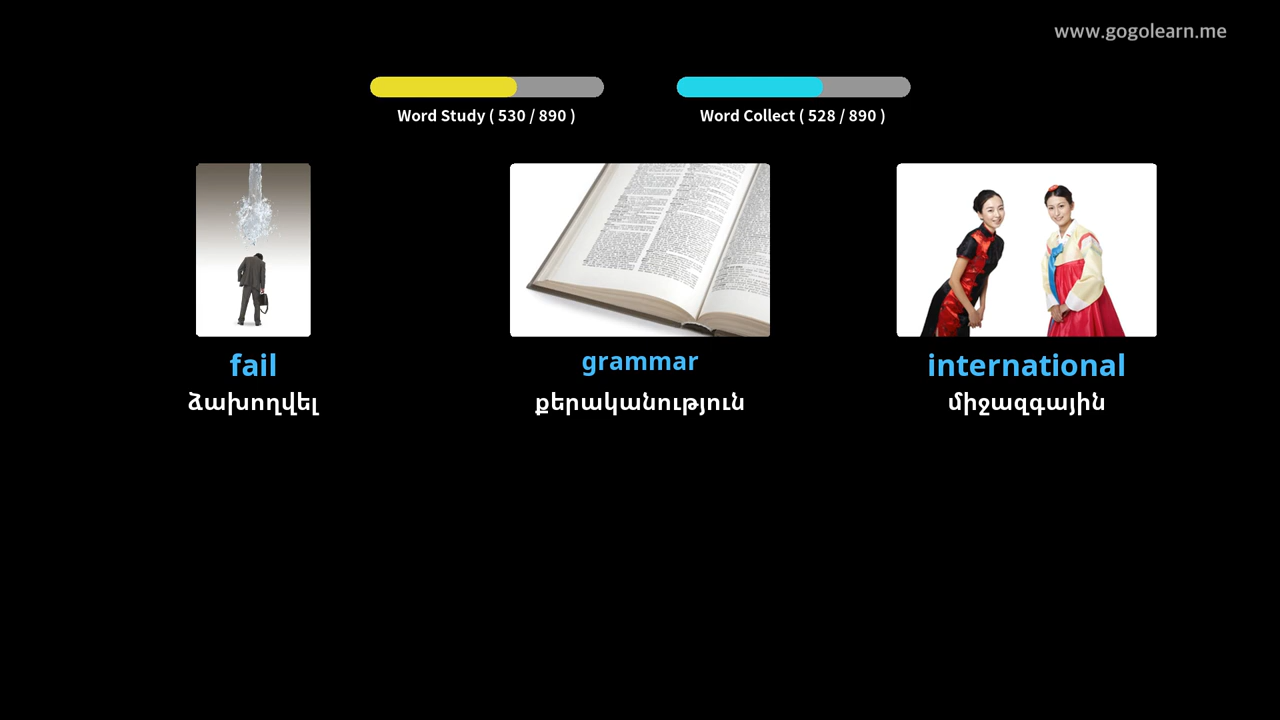 www.gogolearn.me
Word Study ( 530 / 890 )
Word Collect ( 528 / 890 )
fail
ձախողվել
grammar
քերականություն
international
միջազգային